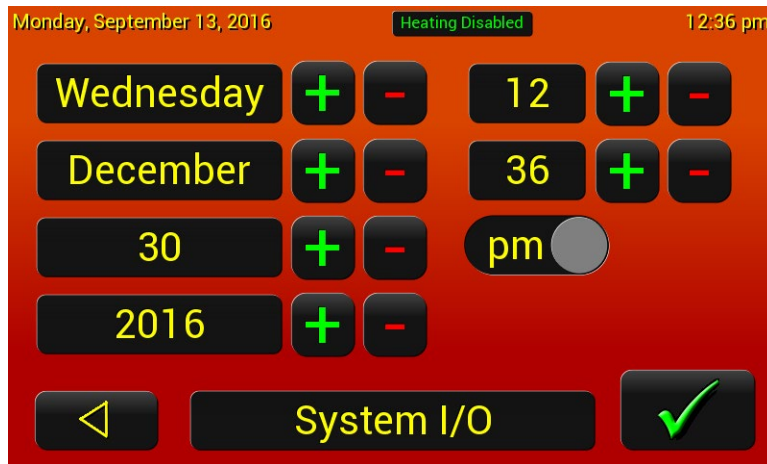 Monday, September 13, 2016 Heating Disabled 12:36 pm
Wednesday + - 12 + -
December + - 36 + -
30 + - pm
2016 + -
System I/O